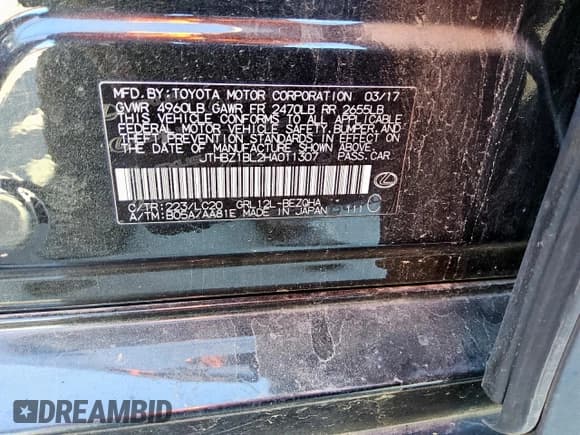 MFD. BY: TOYOTA MOTOR CORPORATION 03/17
GVWR 4960LB GAWR FR 2470LB RR 2655LB
THIS VEHICLE CONFORMS TO ALL APPLICABLE
FEDERAL MOTOR VEHICLE SAFETY, BUMPER, AND
THEFT PREVENTION STANDARDS IN EFFECT ON
THE DATE OF MANUFACTURE SHOWN ABOVE.
JTHBZ1BL2HA011307 PASS. CAR
C/TR: 223/LC20 GRL12L-BEZQHA
A/TM: B05A/AA81E MADE IN JAPAN 111 C
DREAMBID